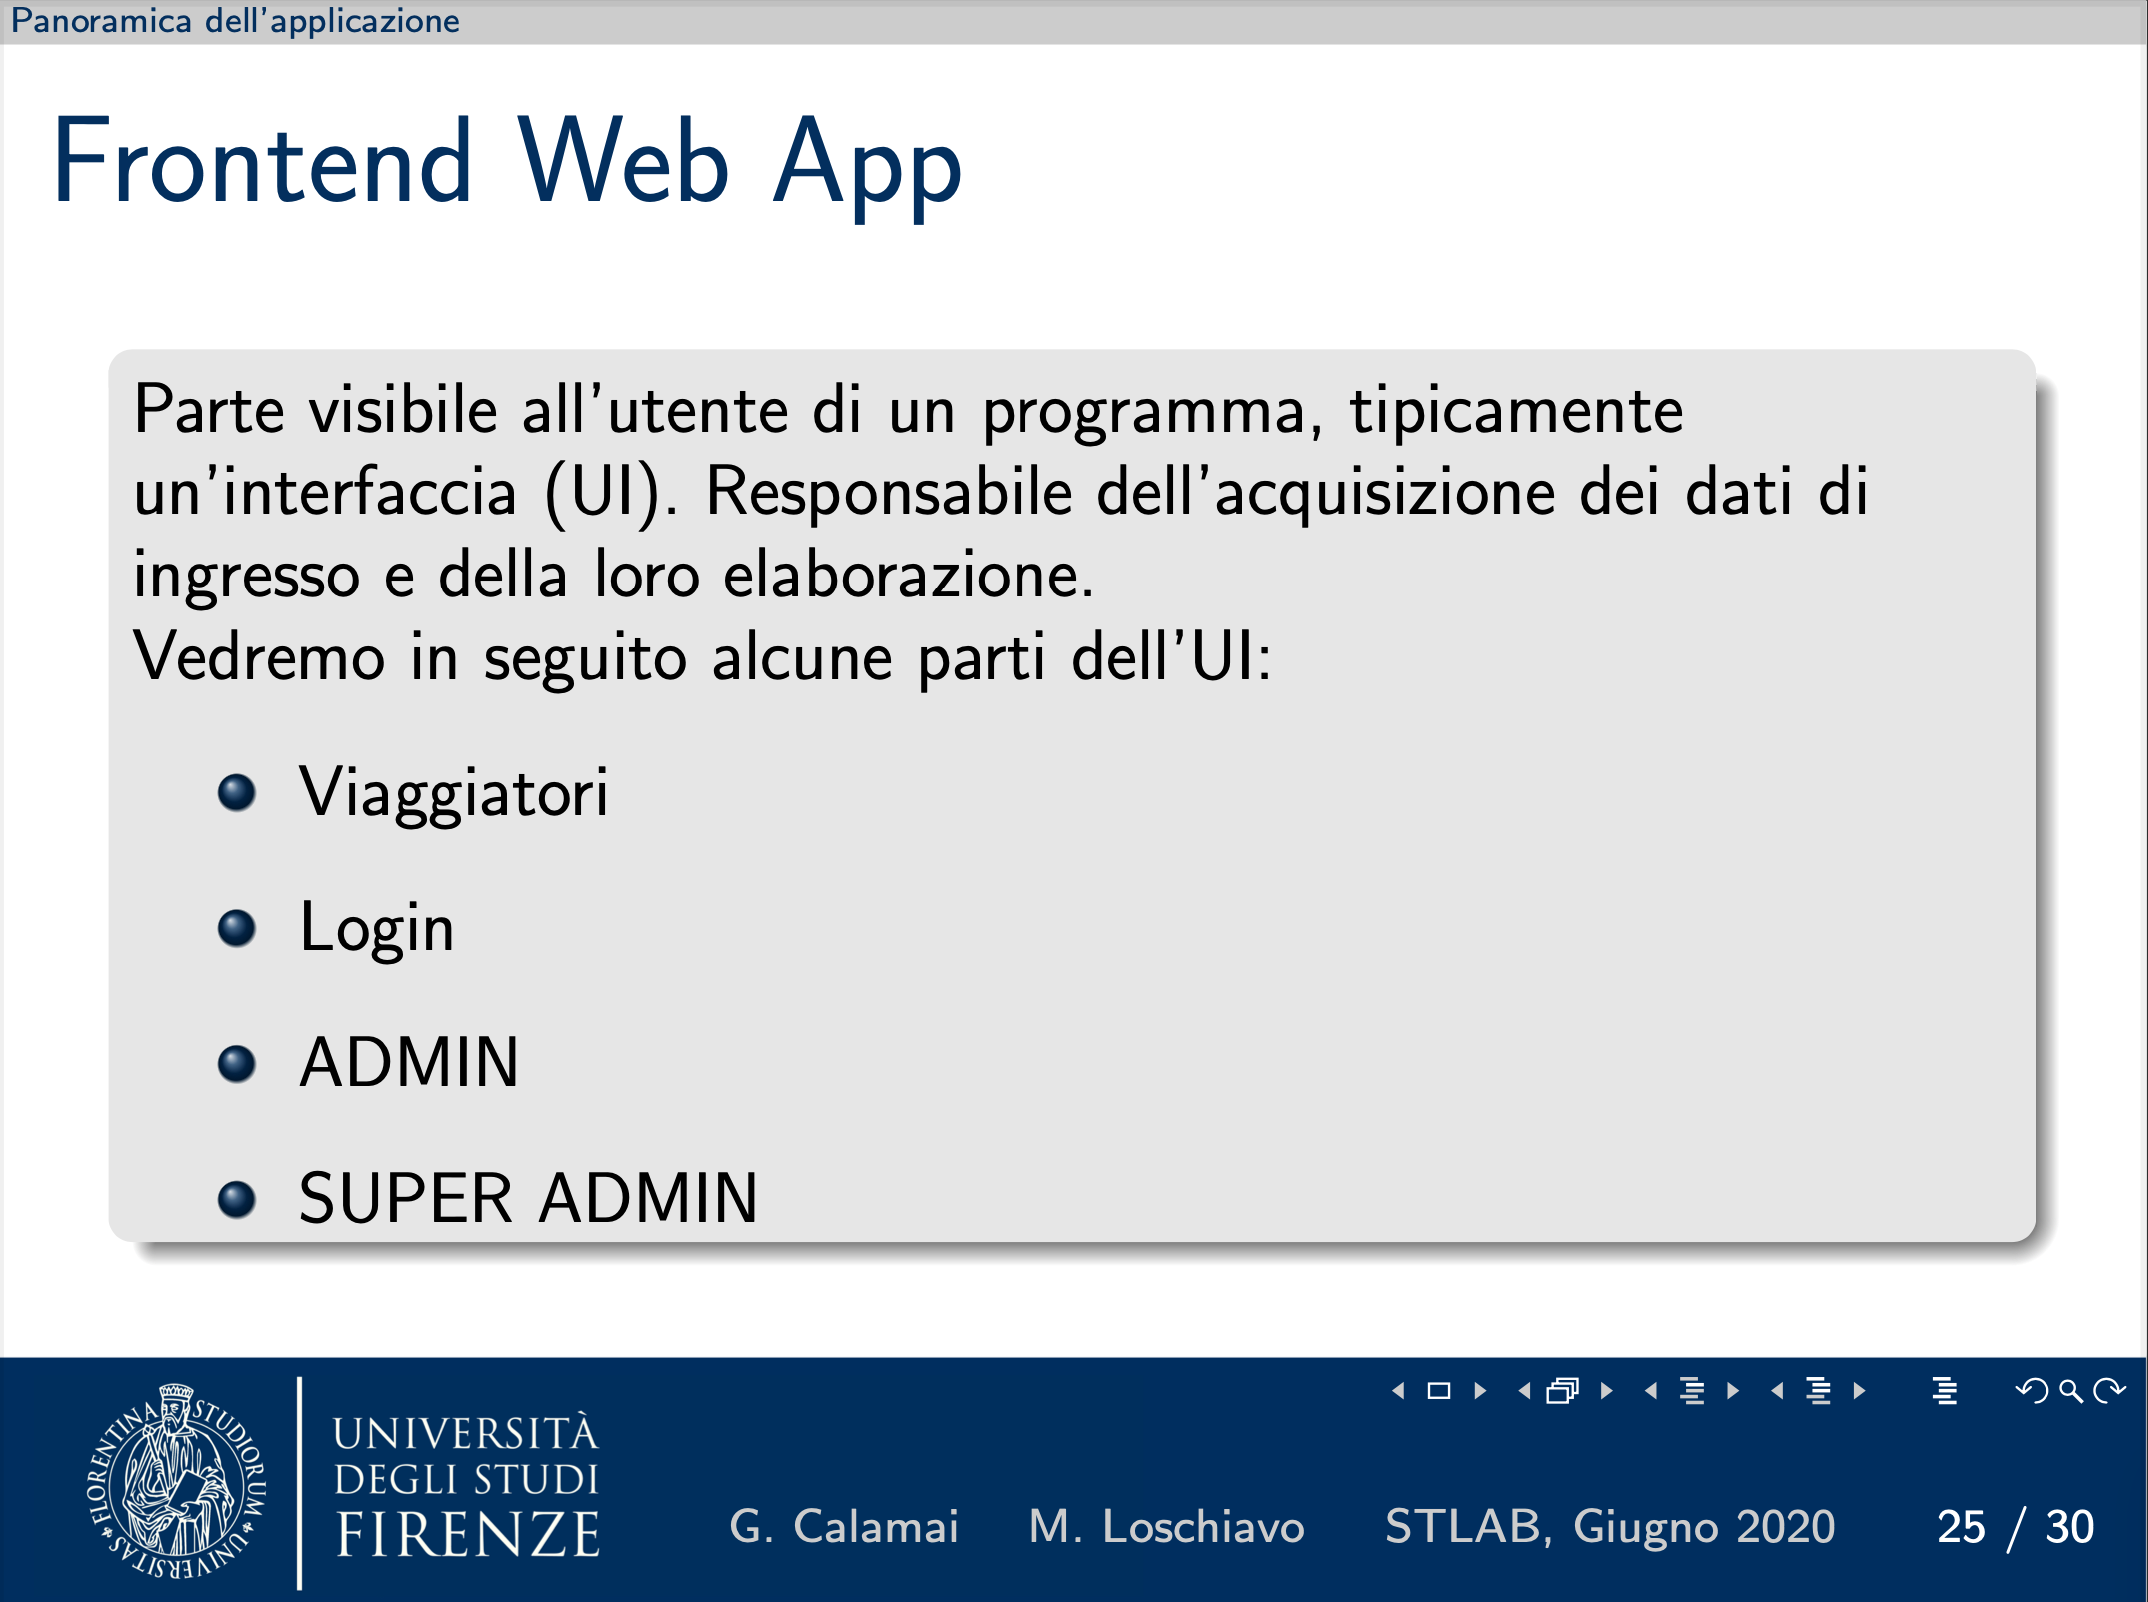 Panoramica dell'applicazione
Frontend Web App
Parte visibile all'utente di un programma, tipicamente
un'interfaccia (UI). Responsabile dell'acquisizione dei dati di
ingresso e della loro elaborazione.
Vedremo in seguito alcune parti dell'UI:
Viaggiatori
Login
ADMIN
SUPER ADMIN
FLORENTINA STUDIORUM UNIVERSITAS
UNIVERSITÀ
DEGLI STUDI
FIRENZE
G. Calamai M. Loschiavo STLAB, Giugno 2020 25 / 30